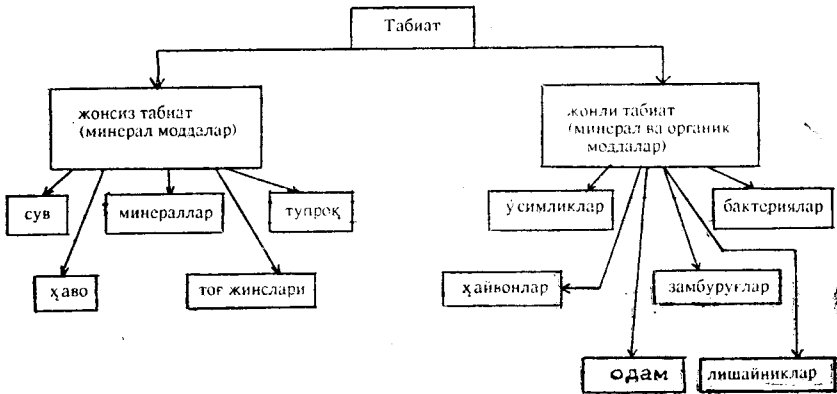 Табиат
жонсиз табиат
(минерал моддалар)
жонли табиат
(минерал ва органик
моддалар)
сув
минераллар
тупроқ
ўсимликлар
бактериялар
ҳаво
тоғ жинслари
ҳайвонлар
замбуруғлар
одам
лишайниклар